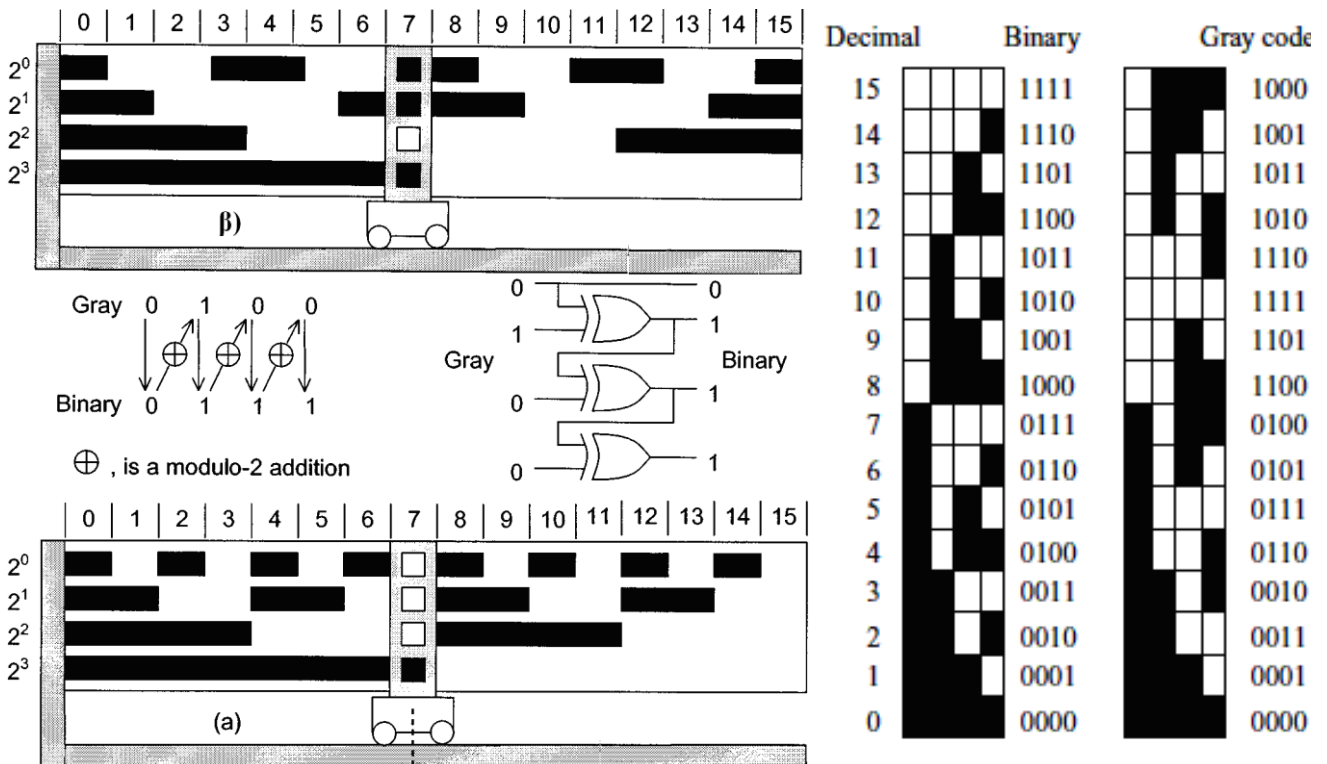 0 1 2 3 4 5 6 7 8 9 10 11 12 13 14 15
2⁰
2¹
2²
2³
β)
Gray 0 1 0 0
Binary 0 1 1 1
⊕ , is a modulo-2 addition
0 0
1 1
Gray Binary
0 1
0 1
0 1 2 3 4 5 6 7 8 9 10 11 12 13 14 15
2⁰
2¹
2²
2³
(a)
Decimal Binary Gray code
15 1111 1000
14 1110 1001
13 1101 1011
12 1100 1010
11 1011 1110
10 1010 1111
9 1001 1101
8 1000 1100
7 0111 0100
6 0110 0101
5 0101 0111
4 0100 0110
3 0011 0010
2 0010 0011
1 0001 0001
0 0000 0000